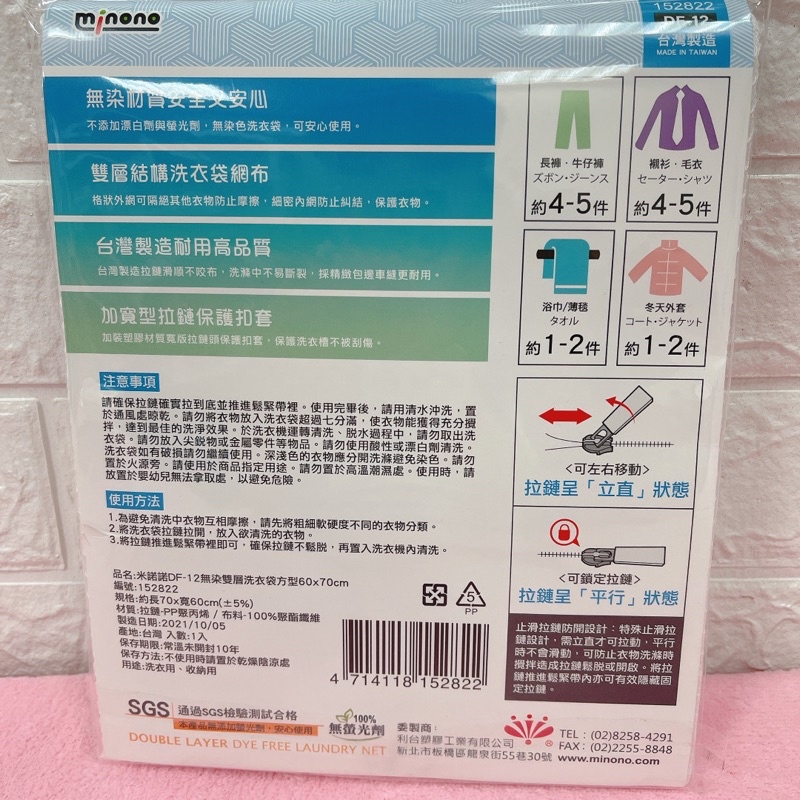 minono
152822
DF-12
台灣製造
MADE IN TAIWAN
無染材質安全又安心
不添加漂白劑與螢光劑，無染色洗衣袋，可安心使用。
雙層結構洗衣袋網布
格狀外網可隔絕其他衣物防止摩擦，細密內網防止糾結，保護衣物。
台灣製造耐用高品質
台灣製造拉鏈滑順不咬布，洗滌中不易斷裂，採精緻包邊車縫更耐用。
加寬型拉鏈保護扣套
加裝塑膠材質寬版拉鏈頭保護扣套，保護洗衣槽不被刮傷。
長褲・牛仔褲
ズボン・ジーンス
約4-5件
襯衫・毛衣
セーター・シャツ
約4-5件
浴巾/薄毯
タオル
約1-2件
冬天外套
コート・ジャケット
約1-2件
注意事項
請確保拉鏈確實拉到底並推進鬆緊帶裡。使用完畢後，請用清水沖洗，置
於通風處晾乾。請勿將衣物放入洗衣袋超過七分滿，使衣物能獲得充分攪
拌，達到最佳的洗淨效果。於洗衣機運轉清洗、脫水過程中，請勿取出洗
衣袋。請勿放入尖銳物或金屬零件等物品。請勿使用酸性或漂白劑清洗。
洗衣袋如有破損請勿繼續使用。深淺色的衣物應分開洗滌避免染色。請勿
置於火源旁。請使用於商品指定用途。請勿置於高溫潮濕處。使用時，請
放置於嬰幼兒無法拿取處，以避免危險。
使用方法
1.為避免清洗中衣物互相摩擦，請先將粗細軟硬度不同的衣物分類。
2.將洗衣袋拉鏈拉開，放入欲清洗的衣物。
3.將拉鏈推進鬆緊帶裡即可，確保拉鏈不鬆脫，再置入洗衣機內清洗。
<可左右移動>
拉鏈呈「立直」狀態
<可鎖定拉鏈>
拉鏈呈「平行」狀態
止滑拉鏈防開設計：特殊止滑拉
鏈設計，需立直才可拉動，平行
時不會滑動，可防止衣物洗滌時
攪拌造成拉鏈鬆脫或開啟。將拉
鏈推進鬆緊帶內亦可有效隱藏固
定拉鏈。
品名:米諾諾DF-12無染雙層洗衣袋方型60x70cm
編號:152822
規格:約長70x寬60cm(±5%)
材質:拉鏈-PP聚丙烯 / 布料-100%聚酯纖維
製造日期:2021/10/05
產地:台灣 入數:1入
保存期限:常溫未開封10年
保存方法:不使用時請置於乾燥陰涼處
用途:洗衣用、收納用
5
PP
4 714118 152822
SGS 通過SGS檢驗測試合格
本產品無添加螢光劑，安心使用
100%
無螢光劑
DOUBLE LAYER DYE FREE LAUNDRY NET
委製商：
利台塑膠工業有限公司
新北市板橋區龍泉街55巷30號
TEL : (02)8258-4291
FAX : (02)2255-8848
www.minono.com